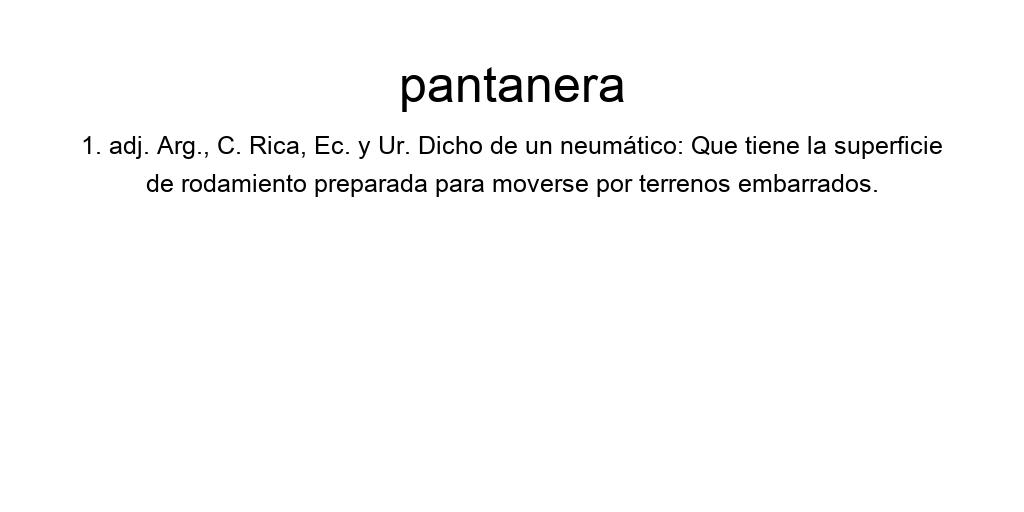 pantanera
1. adj. Arg., C. Rica, Ec. y Ur. Dicho de un neumático: Que tiene la superficie
de rodamiento preparada para moverse por terrenos embarrados.